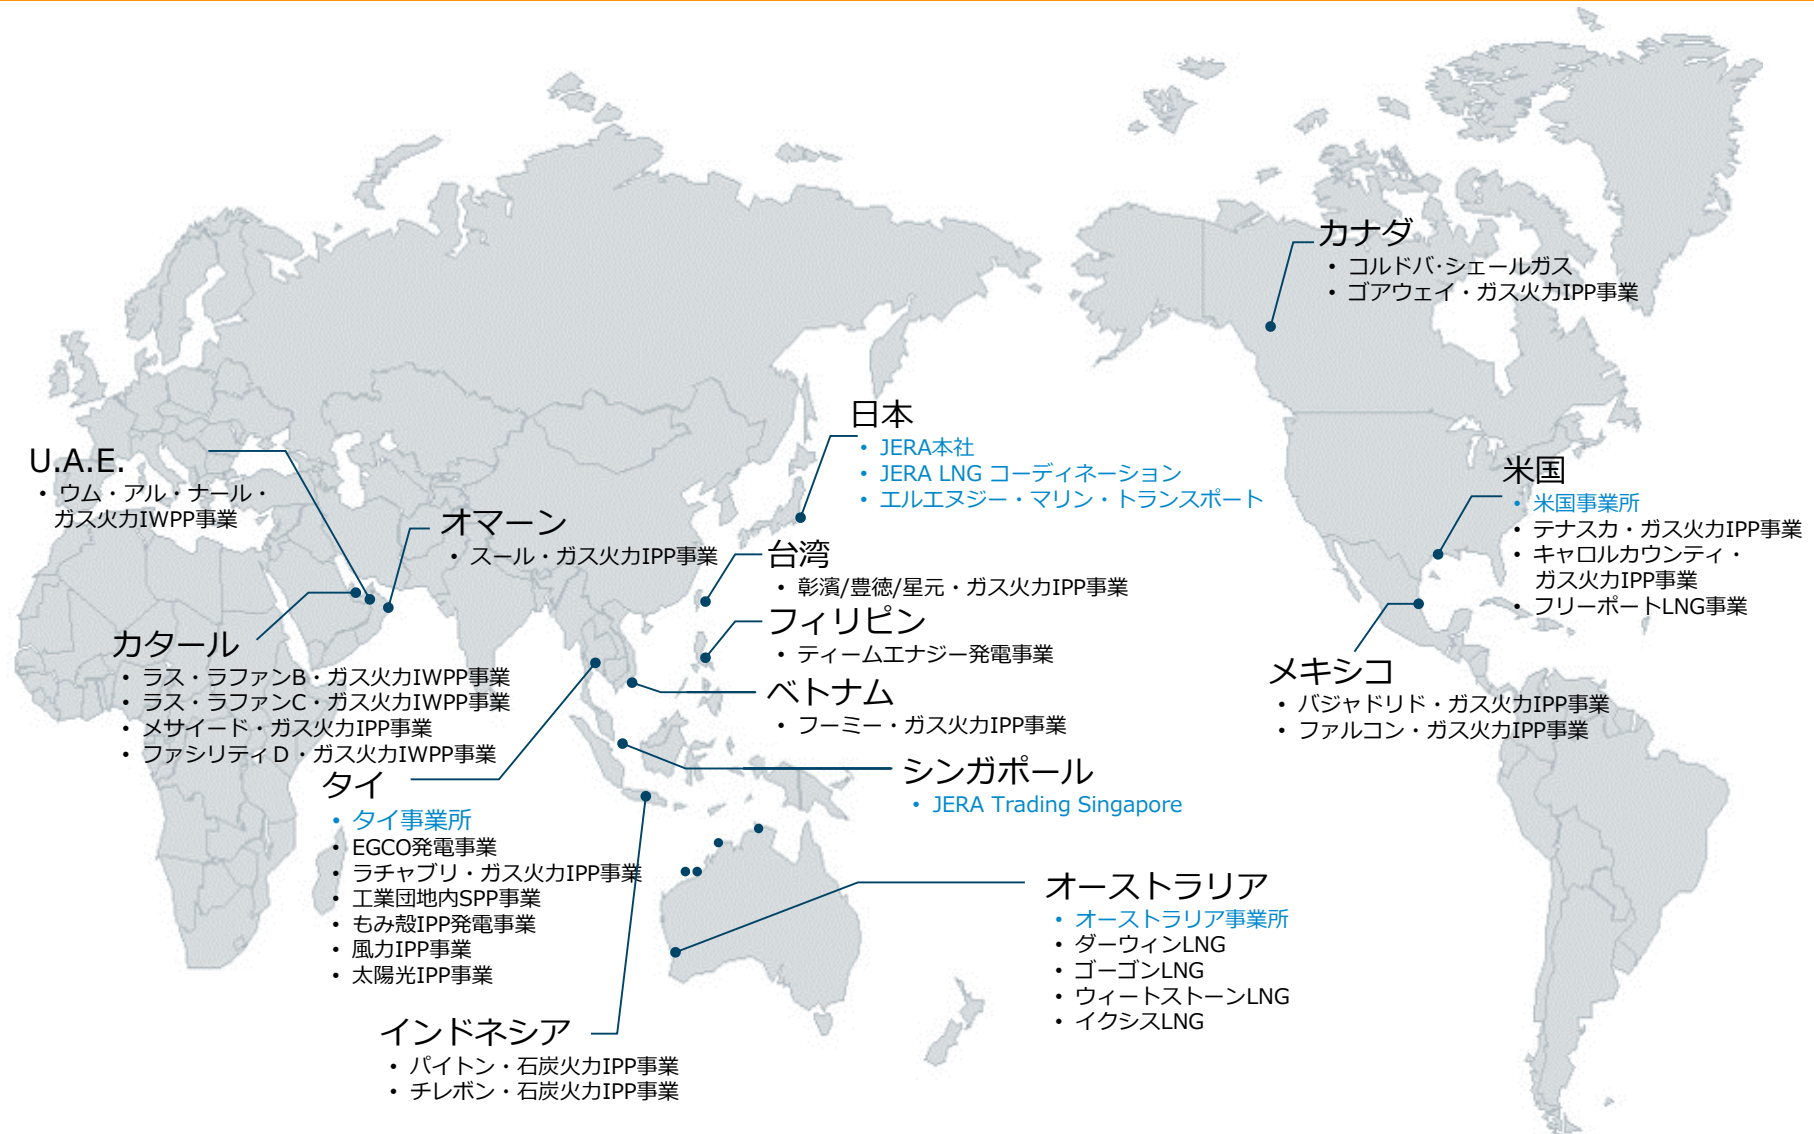 カナダ
• コルドバ・シェールガス
• ゴアウェイ・ガス火力IPP事業
日本
• JERA本社
• JERA LNG コーディネーション
• エルエヌジー・マリン・トランスポート
U.A.E.
• ウム・アル・ナール・
ガス火力IWPP事業
米国
• 米国事業所
• テナスカ・ガス火力IPP事業
• キャロルカウンティ・
ガス火力IPP事業
• フリーポートLNG事業
オマーン
• スール・ガス火力IPP事業
台湾
• 彰濱/豊徳/星元・ガス火力IPP事業
フィリピン
• ティームエナジー発電事業
カタール
• ラス・ラファンB・ガス火力IWPP事業
• ラス・ラファンC・ガス火力IWPP事業
• メサイード・ガス火力IPP事業
• ファシリティD・ガス火力IWPP事業
ベトナム
• フーミー・ガス火力IPP事業
メキシコ
• バジャドリド・ガス火力IPP事業
• ファルコン・ガス火力IPP事業
タイ
• タイ事業所
• EGCO発電事業
• ラチャブリ・ガス火力IPP事業
• 工業団地内SPP事業
• もみ殻IPP発電事業
• 風力IPP事業
• 太陽光IPP事業
シンガポール
• JERA Trading Singapore
オーストラリア
• オーストラリア事業所
• ダーウィンLNG
• ゴーゴンLNG
• ウィートストーンLNG
• イクシスLNG
インドネシア
• パイトン・石炭火力IPP事業
• チレボン・石炭火力IPP事業